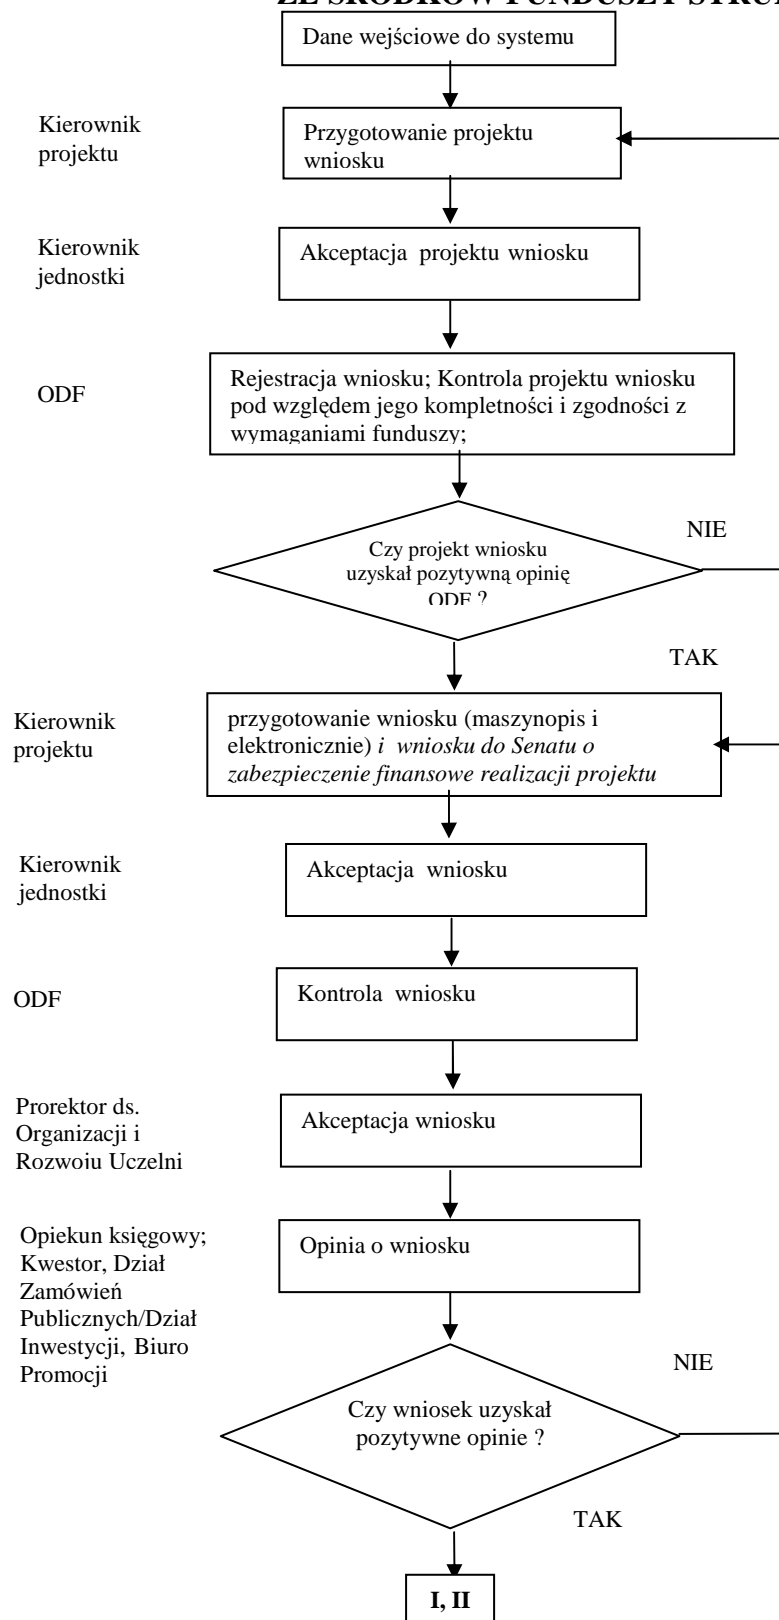 ZE ŚRODKÓW FUNDUSZY
Dane wejściowe do systemu
Kierownik
projektu
Przygotowanie projektu
wniosku
Kierownik
jednostki
Akceptacja projektu wniosku
ODF
Rejestracja wniosku; Kontrola projektu wniosku
pod względem jego kompletności i zgodności z
wymaganiami funduszy;
NIE
Czy projekt wniosku
uzyskał pozytywną opinię
ODF ?
TAK
Kierownik
projektu
przygotowanie wniosku (maszynopis i
elektronicznie) i wniosku do Senatu o
zabezpieczenie finansowe realizacji projektu
Kierownik
jednostki
Akceptacja wniosku
ODF
Kontrola wniosku
Prorektor ds.
Organizacji i
Rozwoju Uczelni
Akceptacja wniosku
Opiekun księgowy;
Kwestor, Dział
Zamówień
Publicznych/Dział
Inwestycji, Biuro
Promocji
Opinia o wniosku
NIE
Czy wniosek uzyskał
pozytywne opinie ?
TAK
I, II